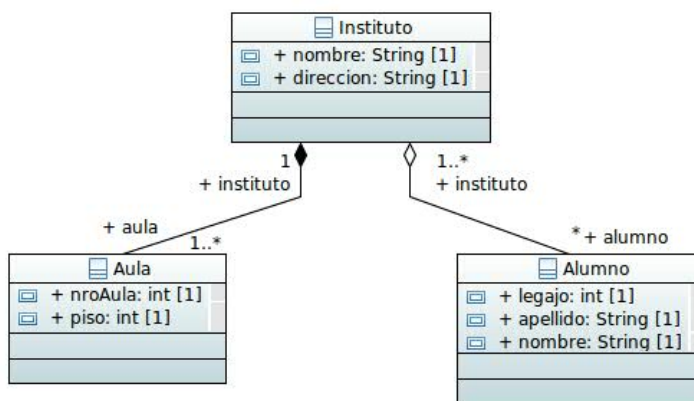 Instituto
+ nombre: String [1]
+ direccion: String [1]
1
1..*
+ instituto
+ instituto
+ aula
1..*
* + alumno
Aula
+ nroAula: int [1]
+ piso: int [1]
Alumno
+ legajo: int [1]
+ apellido: String [1]
+ nombre: String [1]